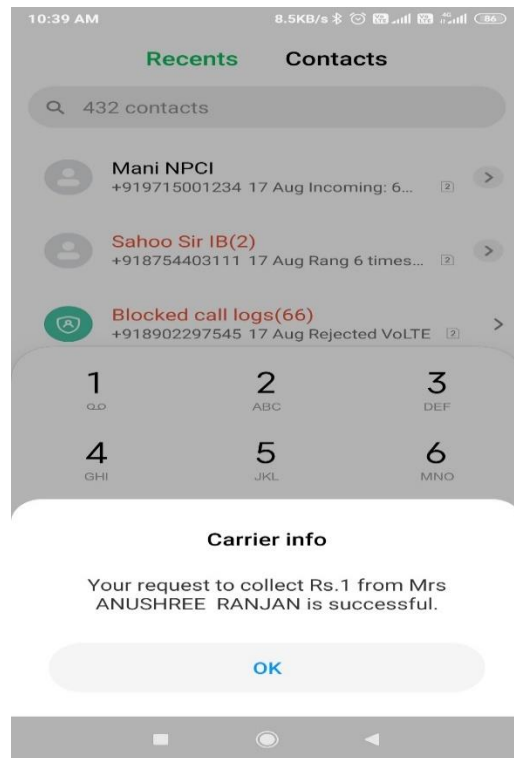 10:39 AM 8.5KB/s 4G 86
Recents Contacts
432 contacts
Mani NPCI
+919715001234 17 Aug Incoming: 6... 2
Sahoo Sir IB(2)
+918754403111 17 Aug Rang 6 times... 2
Blocked call logs(66)
+918902297545 17 Aug Rejected VoLTE 2
1 2 3
ABC DEF
4 5 6
GHI JKL MNO
Carrier info
Your request to collect Rs.1 from Mrs
ANUSHREE RANJAN is successful.
OK